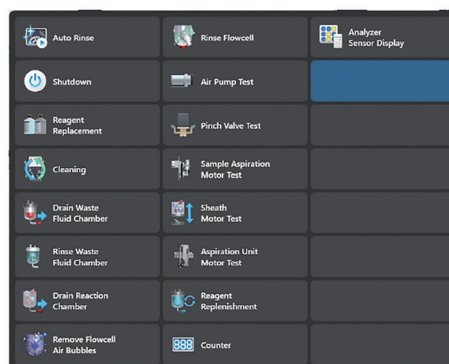 Auto Rinse
Rinse Flowcell
Analyzer
Sensor Display
Shutdown
Air Pump Test
Reagent
Replacement
Pinch Valve Test
Cleaning
Sample Aspiration
Motor Test
Drain Waste
Fluid Chamber
Sheath
Motor Test
Rinse Waste
Fluid Chamber
Aspiration Unit
Motor Test
Drain Reaction
Chamber
Reagent
Replenishment
Remove Flowcell
Air Bubbles
888
Counter